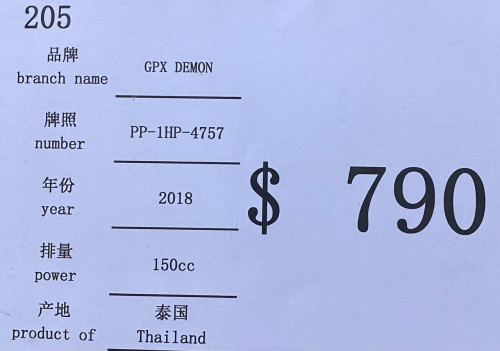 205
品牌
branch name
GPX DEMON
牌照
number
PP-1HP-4757
年份
year
2018
$ 790
排量
power
150cc
产地
product of
泰国
Thailand